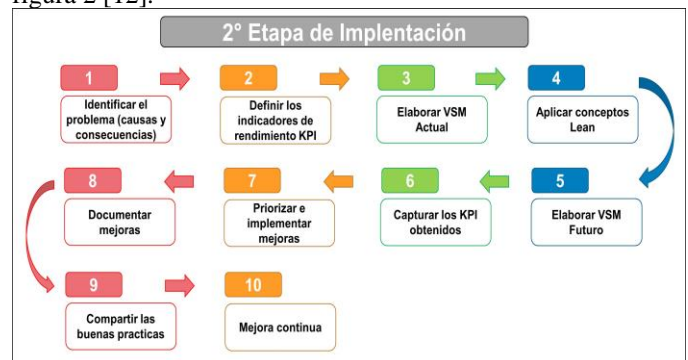 figura 2 [12].
2° Etapa de Implentación
1
Identificar el
problema (causas y
consecuencias)
2
Definir los
indicadores de
rendimiento KPI
3
Elaborar VSM
Actual
4
Aplicar conceptos
Lean
5
Elaborar VSM
Futuro
6
Capturar los KPI
obtenidos
7
Priorizar e
implementar
mejoras
8
Documentar
mejoras
9
Compartir las
buenas practicas
10
Mejora continua